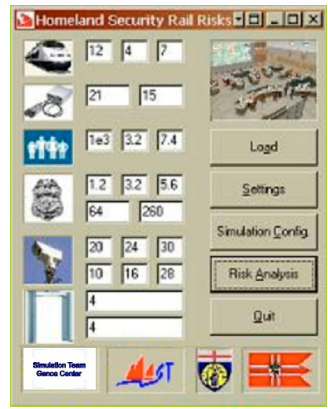 Homeland Security Rail Risks
12 4 7
Load
21 15
Settings
1e3 3.2 7.4
1.2 3.2 5.6
64 260
Simulation Config.
20 24 30
10 16 28
Risk Analysis
4
4
Quit
Simulation Team
Genoa Center
ST